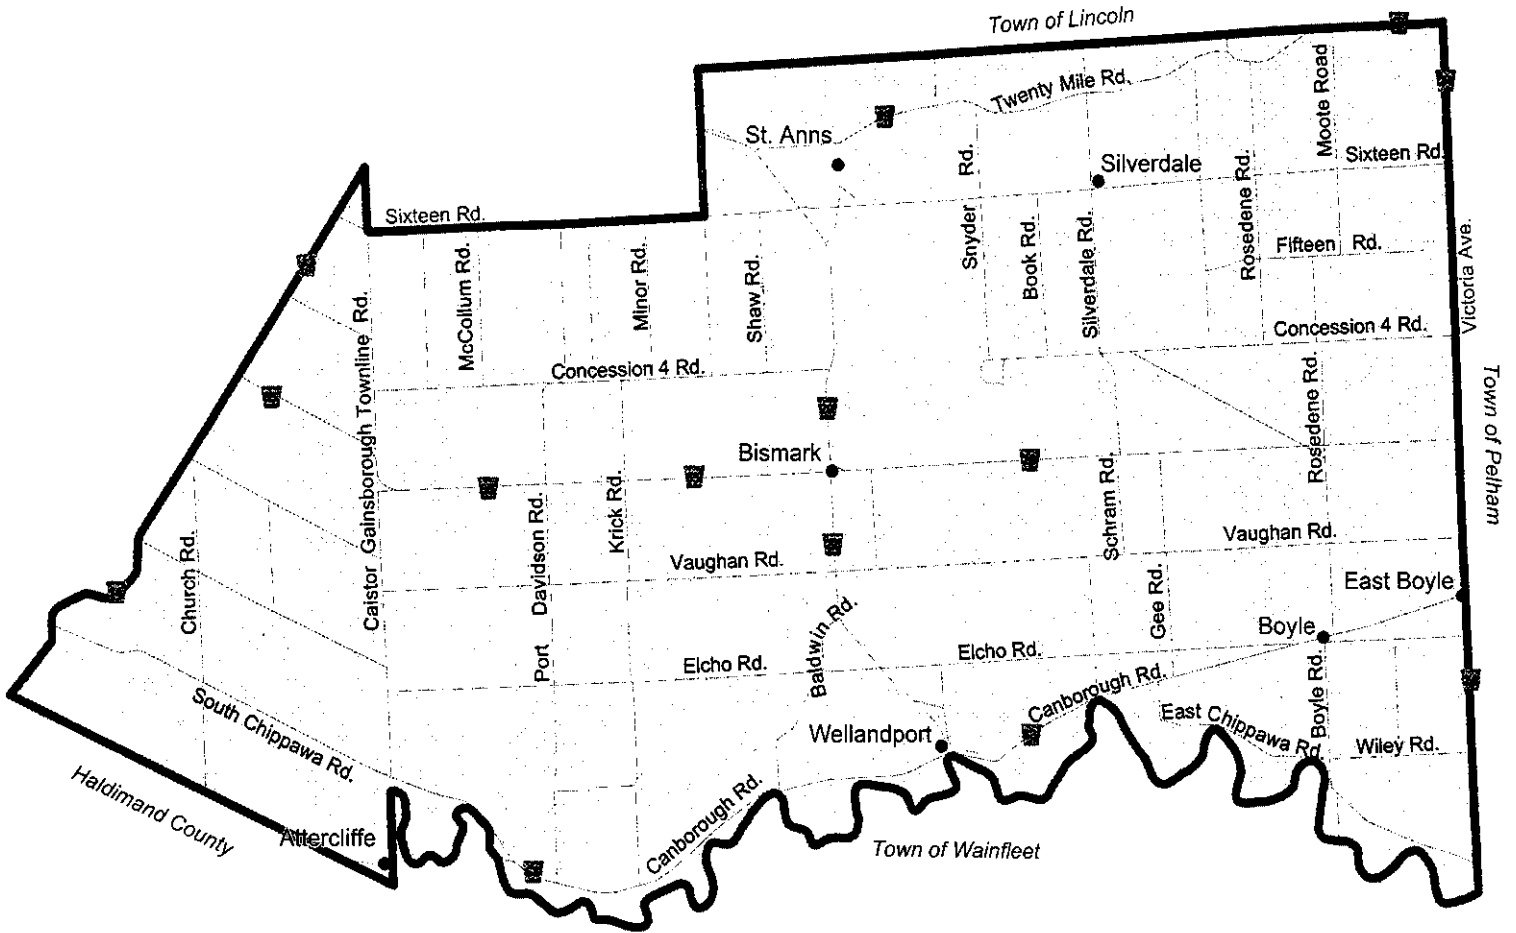 Town of Lincoln
Twenty Mile Rd.
Moote Road
St. Anns
Sixteen Rd.
Silverdale
Snyder Rd.
Rosedene Rd.
Sixteen Rd.
Book Rd.
Silverdale Rd.
Fifteen Rd.
Victoria Ave.
McCollum Rd.
Minor Rd.
Shaw Rd.
Caistor Gainsborough Townline Rd.
Concession 4 Rd.
Concession 4 Rd.
Rosedene Rd.
Town of Pelham
Bismark
Krick Rd.
Schram Rd.
Port Davidson Rd.
Church Rd.
Vaughan Rd.
Vaughan Rd.
East Boyle
Gee Rd.
Boyle
Baldwin Rd.
Elcho Rd.
Elcho Rd.
Canborough Rd.
Boyle Rd.
East Chippawa Rd.
Wiley Rd.
South Chippawa Rd.
Wellandport
Haldimand County
Attercliffe
Canborough Rd.
Town of Wainfleet